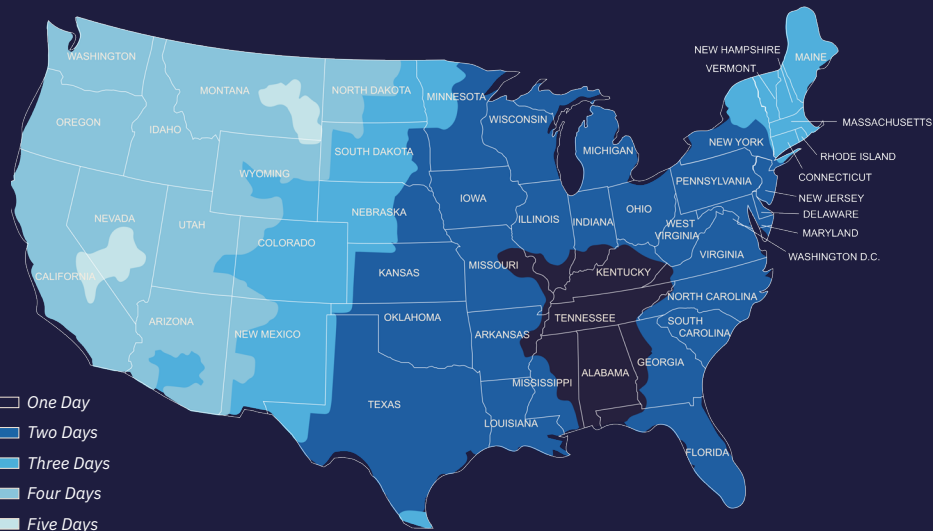 WASHINGTON
OREGON
IDAHO
MONTANA
NORTH DAKOTA
MINNESOTA
WISCONSIN
MICHIGAN
NEW HAMPSHIRE
VERMONT
MAINE
MASSACHUSETTS
RHODE ISLAND
CONNECTICUT
NEW YORK
PENNSYLVANIA
NEW JERSEY
DELAWARE
MARYLAND
WASHINGTON D.C.
SOUTH DAKOTA
WYOMING
NEBRASKA
IOWA
ILLINOIS
INDIANA
OHIO
WEST
VIRGINIA
VIRGINIA
NEVADA
UTAH
COLORADO
KANSAS
MISSOURI
KENTUCKY
CALIFORNIA
ARIZONA
NEW MEXICO
OKLAHOMA
ARKANSAS
TENNESSEE
NORTH CAROLINA
SOUTH
CAROLINA
TEXAS
LOUISIANA
MISSISSIPPI
ALABAMA
GEORGIA
FLORIDA
One Day
Two Days
Three Days
Four Days
Five Days